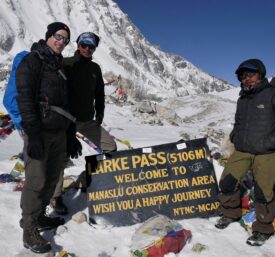 LARKE PASS (5106M)
WELCOME TO
MANASLU CONSERVATION AREA
WISH YOU A HAPPY JOURNEY
NTNC-MCAP